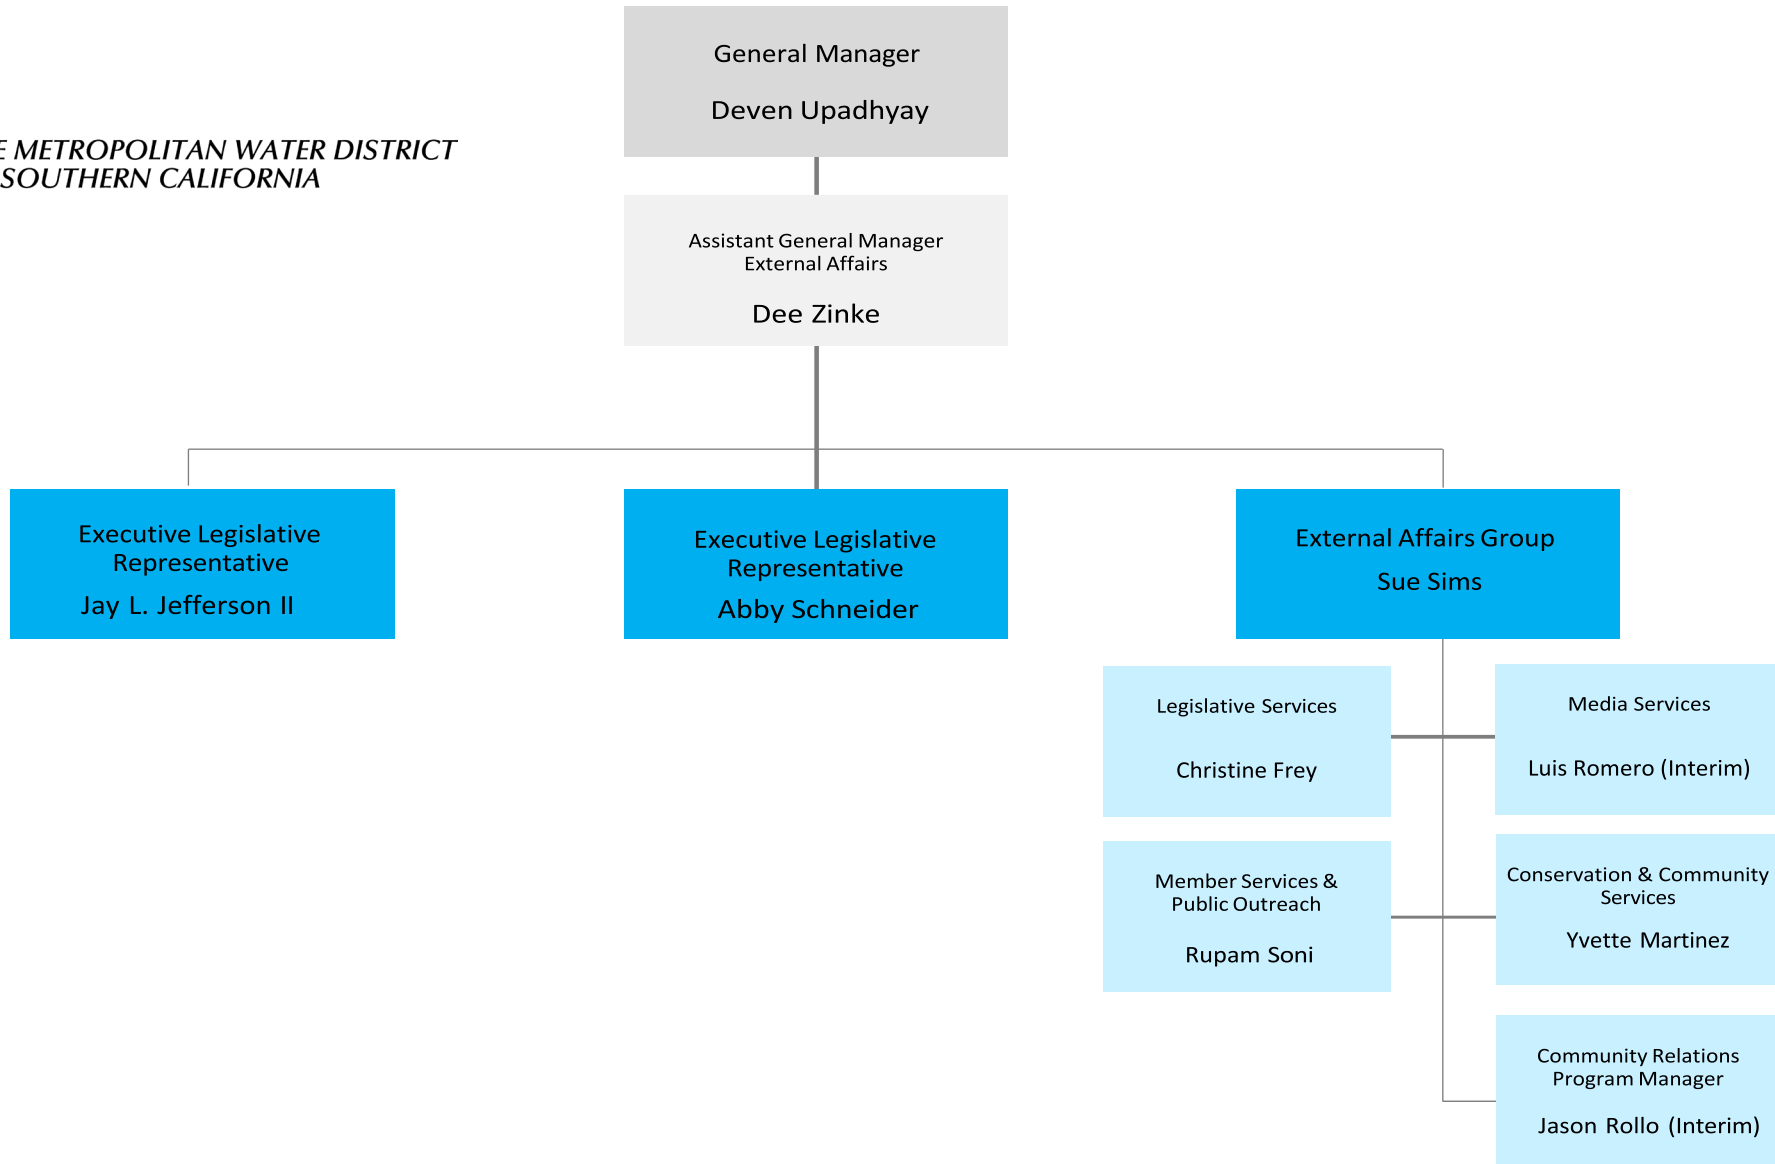 General Manager
Deven Upadhyay
E METROPOLITAN WATER DISTRICT
SOUTHERN CALIFORNIA
Assistant General Manager
External Affairs
Dee Zinke
Executive Legislative
Representative
Jay L. Jefferson II
Executive Legislative
Representative
Abby Schneider
External Affairs Group
Sue Sims
Legislative Services
Christine Frey
Media Services
Luis Romero (Interim)
Member Services &
Public Outreach
Rupam Soni
Conservation & Community
Services
Yvette Martinez
Community Relations
Program Manager
Jason Rollo (Interim)